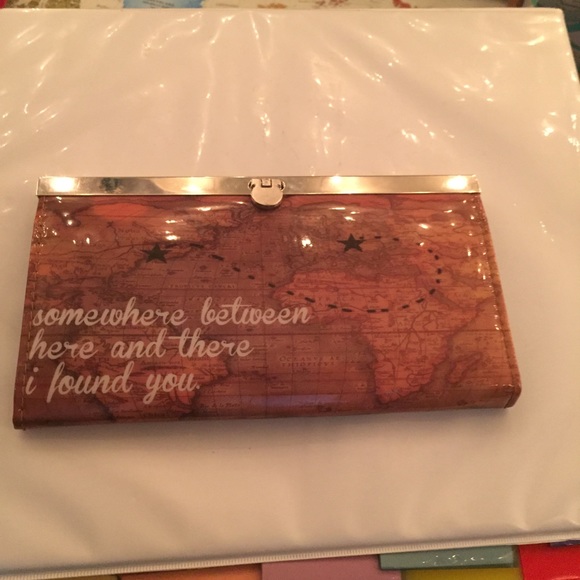 somewhere between
here and there
i found you.